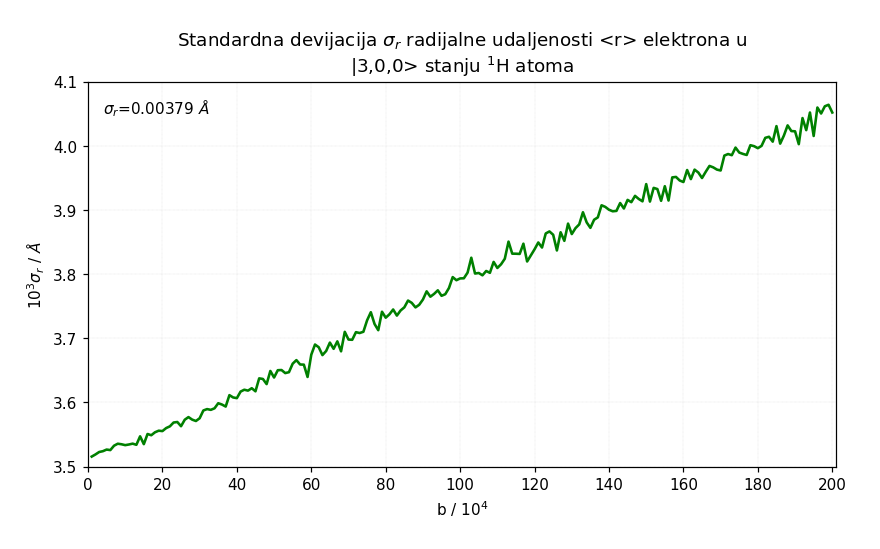 Standardna devijacija σᵣ radijalne udaljenosti <r> elektrona u
|3,0,0> stanju ¹H atoma
σᵣ=0.00379 Å
10³σᵣ / Å
4.1
4.0
3.9
3.8
3.7
3.6
3.5
0 20 40 60 80 100 120 140 160 180 200
b / 10⁴